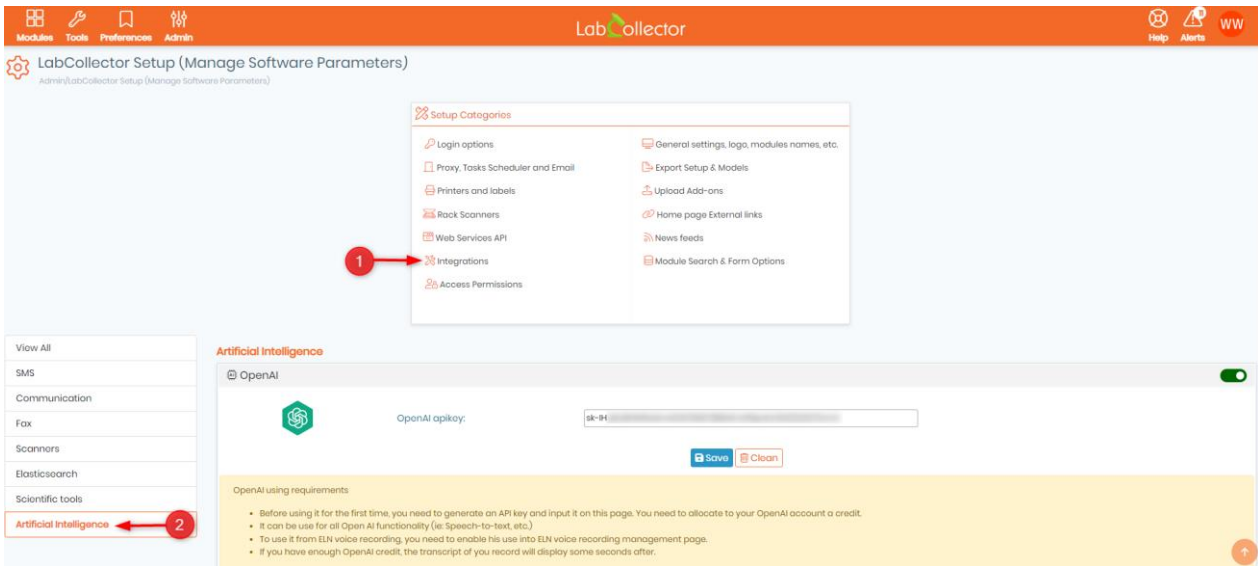 Modules Tools Preferences Admin
LabCollector
Help Alerts WW
LabCollector Setup (Manage Software Parameters)
Admin/LabCollector Setup (Manage Software Parameters)
Setup Categories
Login options
General settings, logo, modules names, etc.
Proxy, Tasks Scheduler and Email
Export Setup & Models
Printers and labels
Upload Add-ons
Rack Scanners
Home page External links
Web Services API
News feeds
1
Integrations
Module Search & Form Options
Access Permissions
View All
SMS
Communication
Fax
Scanners
Elasticsearch
Scientific tools
Artificial Intelligence
2
Artificial Intelligence
OpenAI
OpenAI apikey:
sk-IH
Save Clean
OpenAI using requirements
• Before using it for the first time, you need to generate an API key and input it on this page. You need to allocate to your OpenAI account a credit.
• It can be use for all Open AI functionality (ie: Speech-to-text, etc.)
• To use it from ELN voice recording, you need to enable his use into ELN voice recording management page.
• If you have enough OpenAI credit, the transcript of you record will display some seconds after.